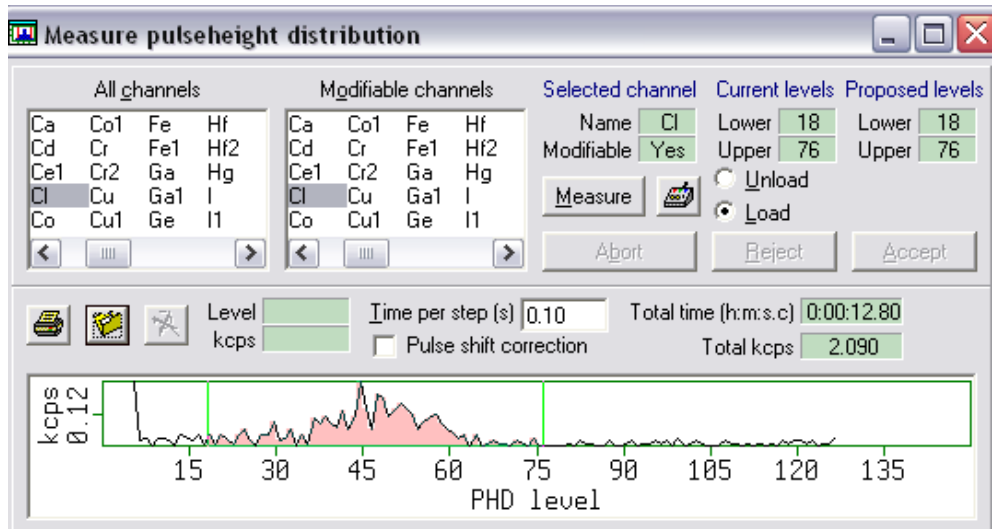 Measure pulseheight distribution
All channels
Ca Co1 Fe Hf
Cd Cr Fe1 Hf2
Ce1 Cr2 Ga Hg
Cl Cu Ga1 I
Co Cu1 Ge I1
Modifiable channels
Ca Co1 Fe Hf
Cd Cr Fe1 Hf2
Ce1 Cr2 Ga Hg
Cl Cu Ga1 I
Co Cu1 Ge I1
Selected channel
Name Cl
Modifiable Yes
Measure
Abort
Current levels
Lower 18
Upper 76
Unload
Load
Reject
Proposed levels
Lower 18
Upper 76
Accept
Level
kcps
Time per step (s) 0.10
Pulse shift correction
Total time (h:m:s.c) 0:00:12.80
Total kcps 2.090
kcps
0.12
15 30 45 60 75 90 105 120 135
PHD level